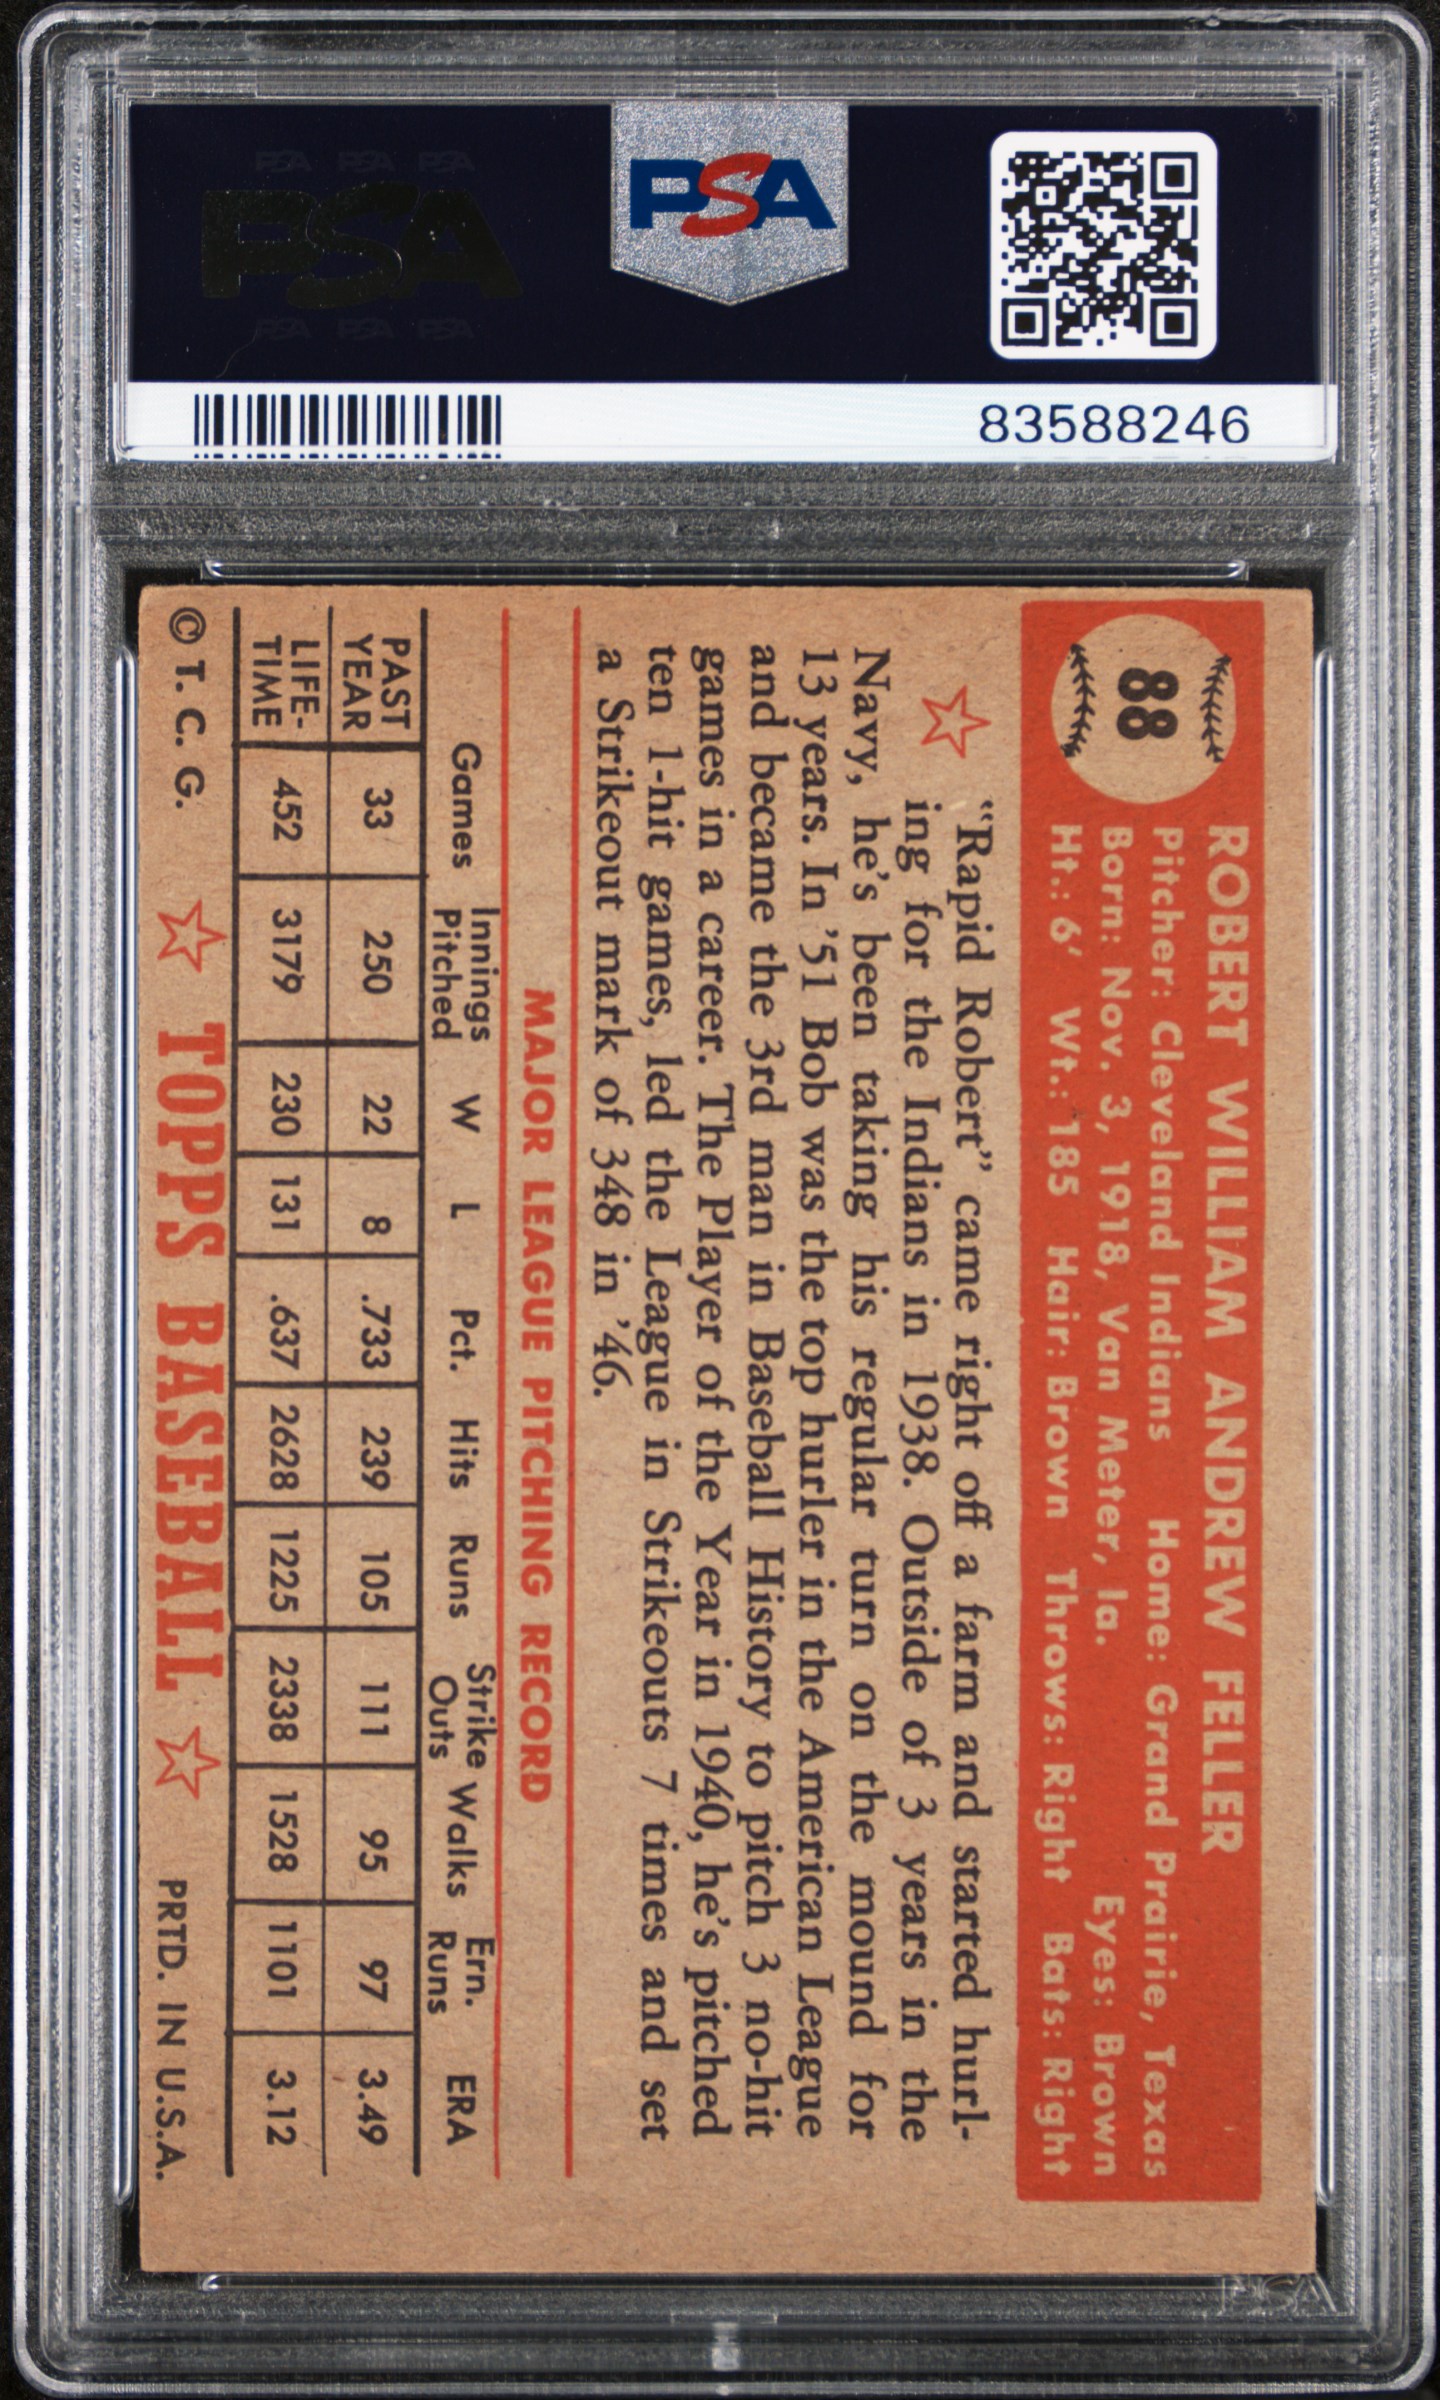 PSA
83588246
88
ROBERT WILLIAM ANDREW FELLER
Pitcher: Cleveland Indians Home: Grand Prairie, Texas
Born: Nov. 3, 1918, Van Meter, Ia. Eyes: Brown
Ht.: 6' Wt.: 185 Hair: Brown Throws: Right Bats: Right
"Rapid Robert" came right off a farm and started hurl-
ing for the Indians in 1938. Outside of 3 years in the
Navy, he's been taking his regular turn on the mound for
13 years. In '51 Bob was the top hurler in the American League
and became the 3rd man in Baseball History to pitch 3 no-hit
games in a career. The Player of the Year in 1940, he's pitched
ten 1-hit games, led the League in Strikeouts 7 times and set
a Strikeout mark of 348 in '46.
MAJOR LEAGUE PITCHING RECORD
Games Innings Pitched W L Pct. Hits Runs Strike Outs Walks Ern. Runs ERA
PAST YEAR 33 250 22 8 .733 239 105 111 95 97 3.49
LIFE-TIME 452 3179 230 131 .637 2628 1225 2338 1528 1101 3.12
© T. C. G. ☆ TOPPS BASEBALL ☆ PRTD. IN U.S.A.
PSA
PSA PSA PSA
PSA
PSA PSA PSA